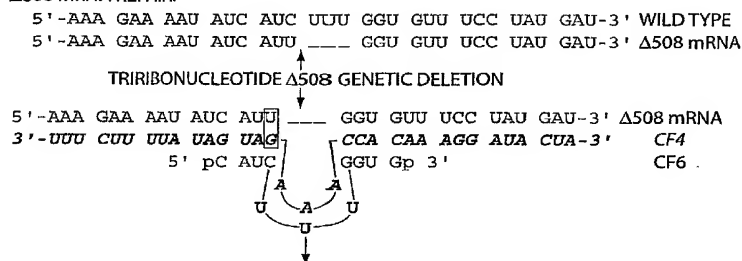 5'-AAA GAA AAU AUC AUC UUU GGU GUU UCC UAU GAU-3' WILD TYPE
5'-AAA GAA AAU AUC AUU ___ GGU GUU UCC UAU GAU-3' Δ508 mRNA
TRIRIBONUCLEOTIDE Δ508 GENETIC DELETION
5'-AAA GAA AAU AUC AUU ___ GGU GUU UCC UAU GAU-3' Δ508 mRNA
3'-UUU CUU UUA UAG UAG CCA CAA AGG AUA CUA-3' CF4
5' pC AUC GGU Gp 3' CF6 .
A A
U A U
U